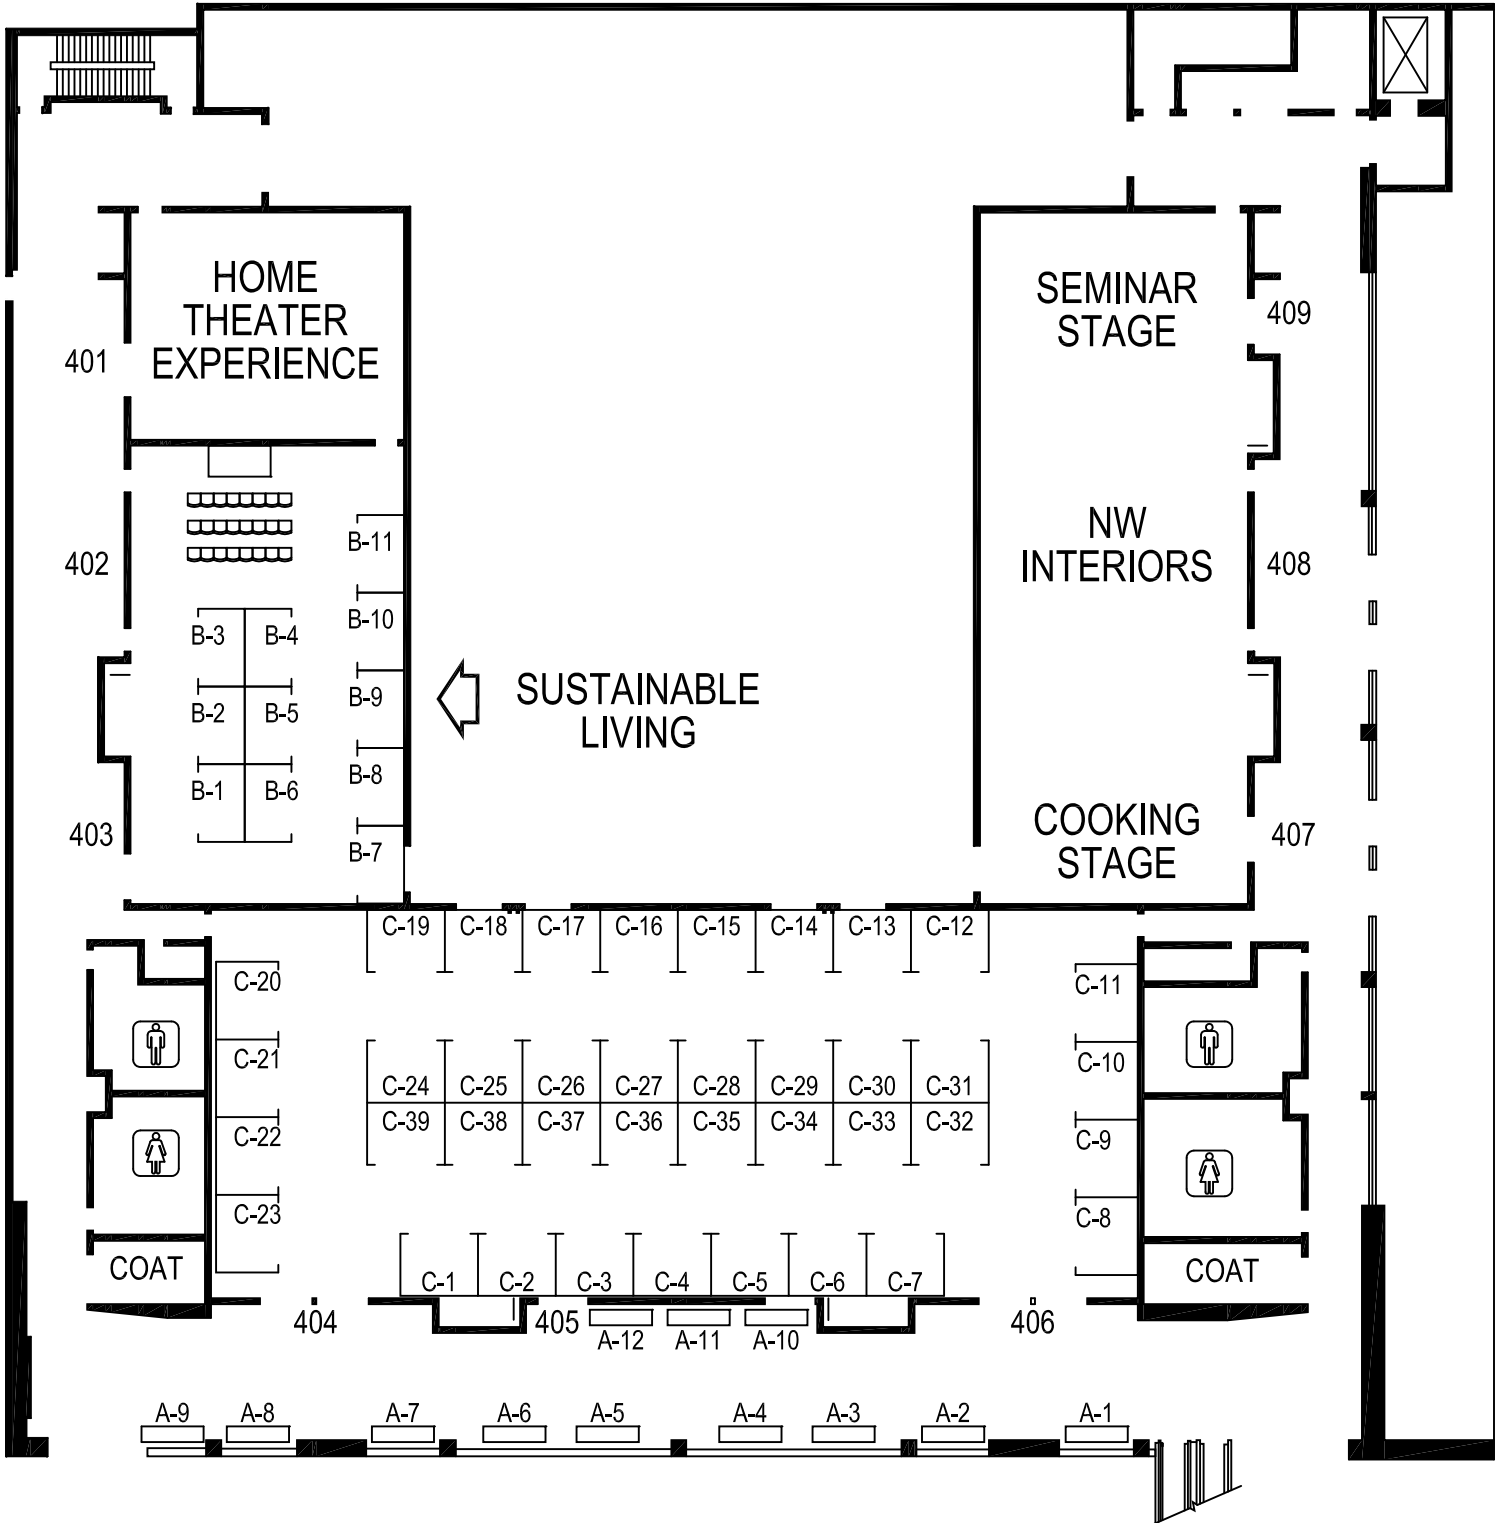 HOME
THEATER
EXPERIENCE
SEMINAR
STAGE
409
401
NW
INTERIORS
B-11
402
408
B-3
B-4
B-10
B-2
B-5
B-9
SUSTAINABLE
LIVING
B-1
B-6
B-8
403
B-7
COOKING
STAGE
407
C-19
C-18
C-17
C-16
C-15
C-14
C-13
C-12
C-20
C-11
C-21
C-10
C-24
C-25
C-26
C-27
C-28
C-29
C-30
C-31
C-39
C-38
C-37
C-36
C-35
C-34
C-33
C-32
C-22
C-9
C-23
C-8
COAT
C-1
C-2
C-3
C-4
C-5
C-6
C-7
COAT
404
405
406
A-12
A-11
A-10
A-9
A-8
A-7
A-6
A-5
A-4
A-3
A-2
A-1